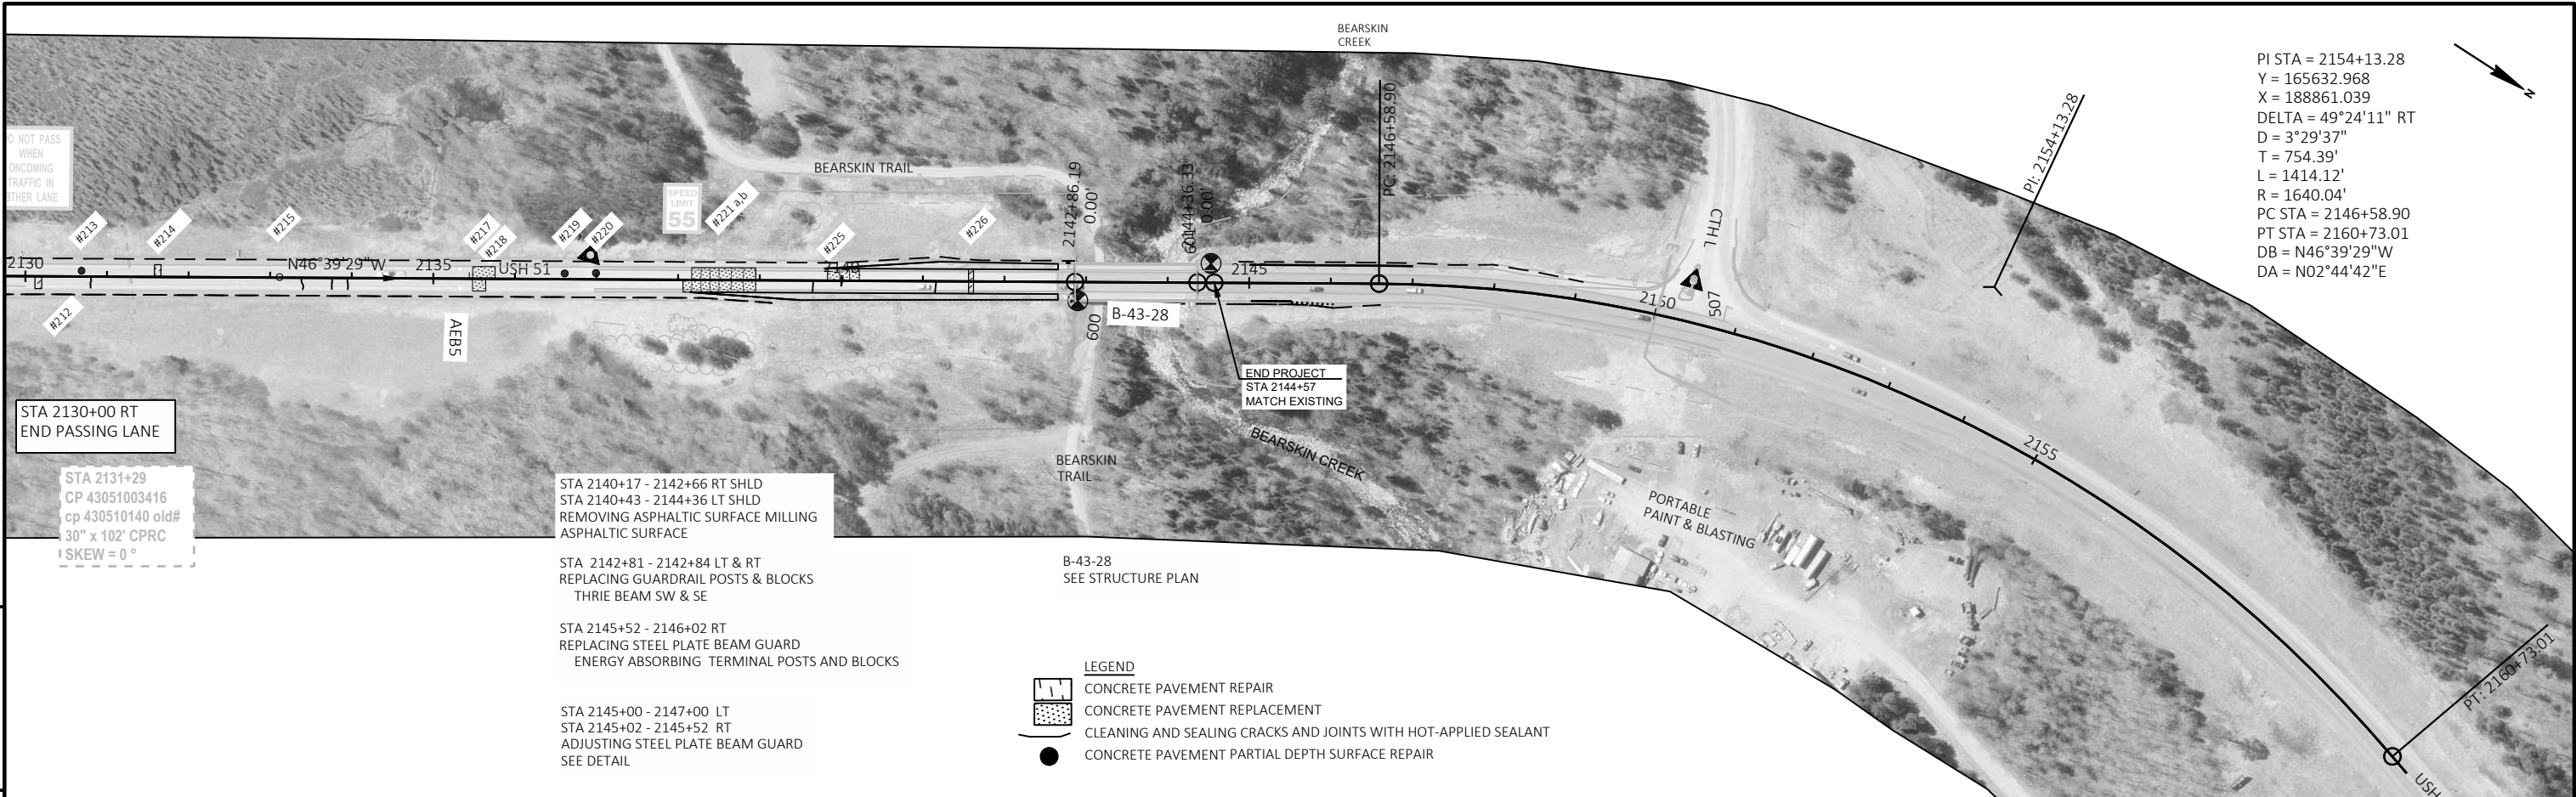 BEARSKIN
CREEK
PI STA = 2154+13.28
Y = 165632.968
X = 188861.039
DELTA = 49°24'11" RT
D = 3°29'37"
T = 754.39'
L = 1414.12'
R = 1640.04'
PC STA = 2146+58.90
PT STA = 2160+73.01
DB = N46°39'29"W
DA = N02°44'42"E
N
O NOT PASS
WHEN
ONCOMING
TRAFFIC IN
ITHER LANE
SPEED
LIMIT
55
BEARSKIN TRAIL
#213
#214
#215
#217
#218
#219
#220
#221 a,b
#225
#226
2142+86.19
0.00'
2144+36.33
0.00'
601
PC: 2146+58.90
CTH L
PI: 2154+13.28
2130
N46°39'29"W
2135
USH 51
2140
2145
2150
507
2155
#212
AEB5
600
B-43-28
END PROJECT
STA 2144+57
MATCH EXISTING
STA 2130+00 RT
END PASSING LANE
STA 2131+29
CP 43051003416
cp 430510140 old#
30" x 102' CPRC
SKEW = 0 °
BEARSKIN
TRAIL
BEARSKIN CREEK
PORTABLE
PAINT & BLASTING
PT: 2160+73.01
USH
STA 2140+17 - 2142+66 RT SHLD
STA 2140+43 - 2144+36 LT SHLD
REMOVING ASPHALTIC SURFACE MILLING
ASPHALTIC SURFACE
STA 2142+81 - 2142+84 LT & RT
REPLACING GUARDRAIL POSTS & BLOCKS
THRIE BEAM SW & SE
STA 2145+52 - 2146+02 RT
REPLACING STEEL PLATE BEAM GUARD
ENERGY ABSORBING TERMINAL POSTS AND BLOCKS
STA 2145+00 - 2147+00 LT
STA 2145+02 - 2145+52 RT
ADJUSTING STEEL PLATE BEAM GUARD
SEE DETAIL
B-43-28
SEE STRUCTURE PLAN
LEGEND
CONCRETE PAVEMENT REPAIR
CONCRETE PAVEMENT REPLACEMENT
CLEANING AND SEALING CRACKS AND JOINTS WITH HOT-APPLIED SEALANT
CONCRETE PAVEMENT PARTIAL DEPTH SURFACE REPAIR